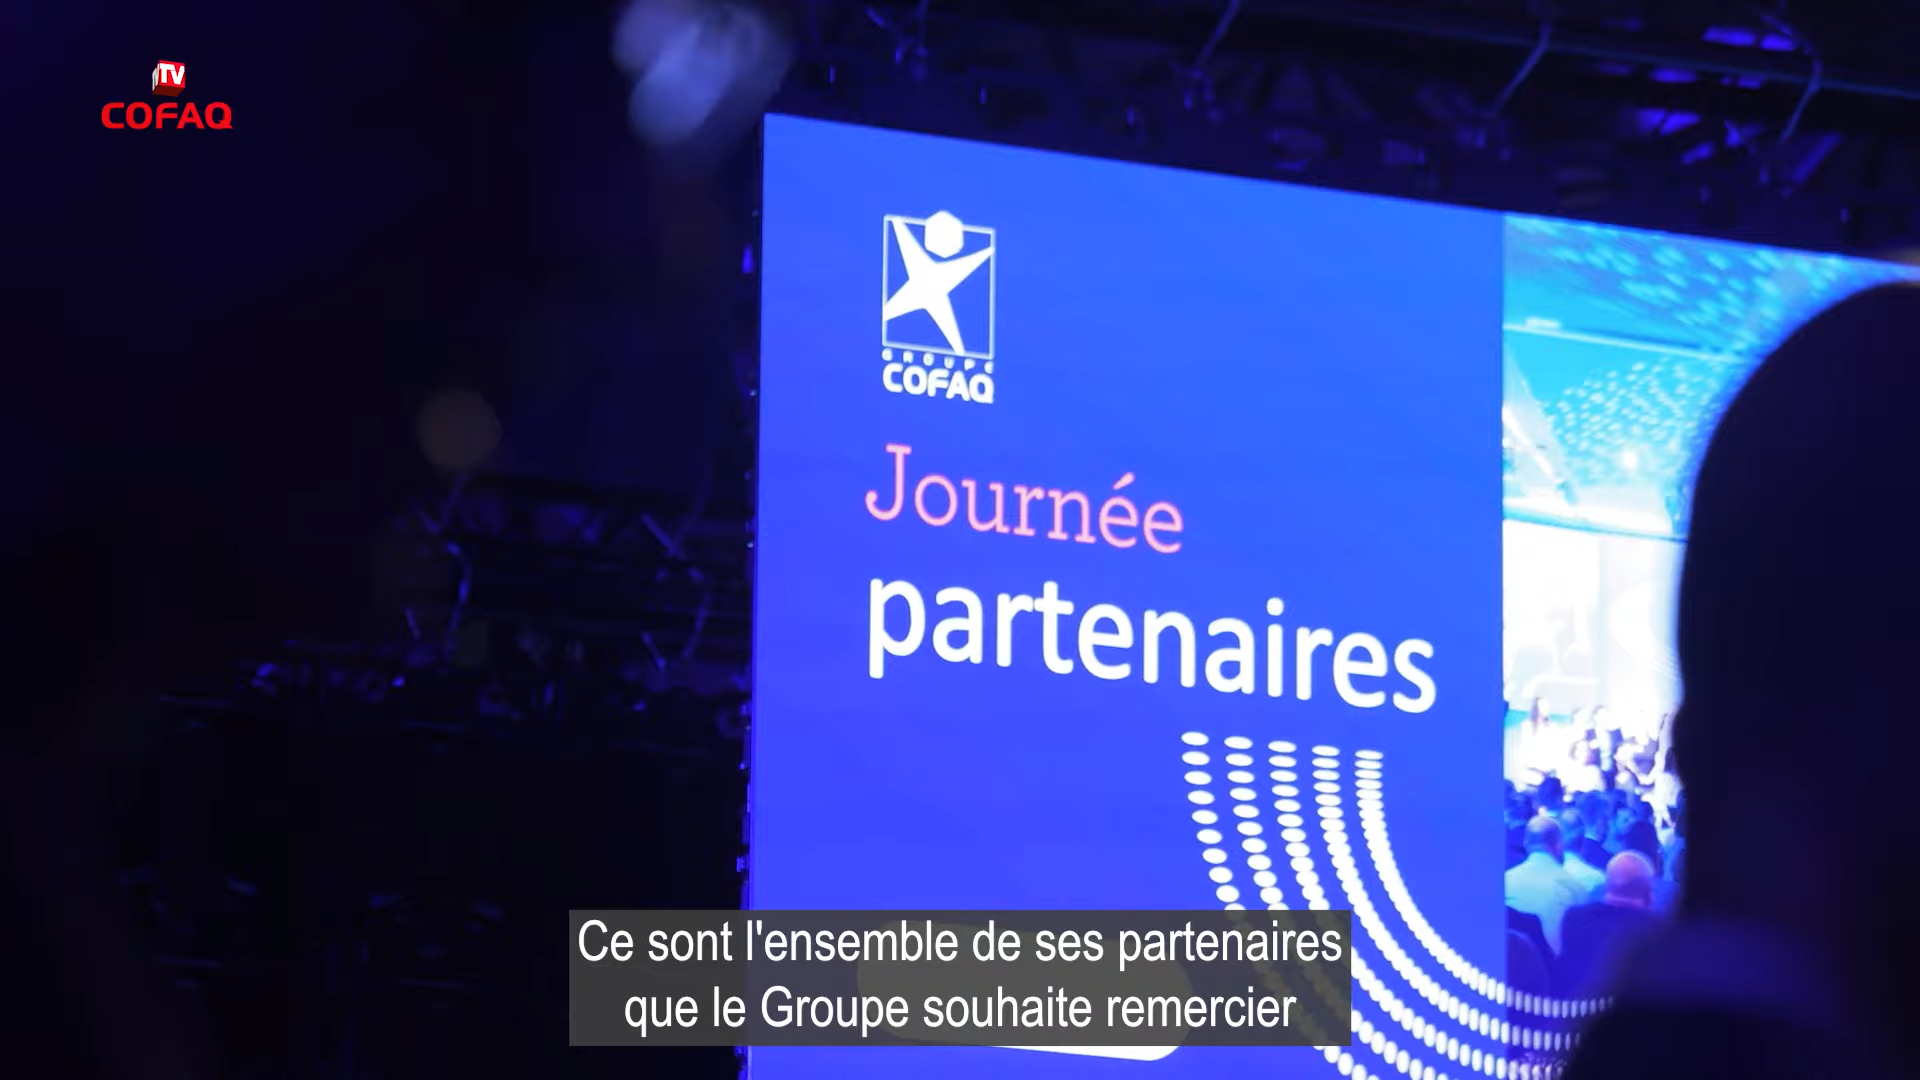 TV
COFAQ
GROUPE
COFAQ
Journée
partenaires
Ce sont l'ensemble de ses partenaires
que le Groupe souhaite remercier